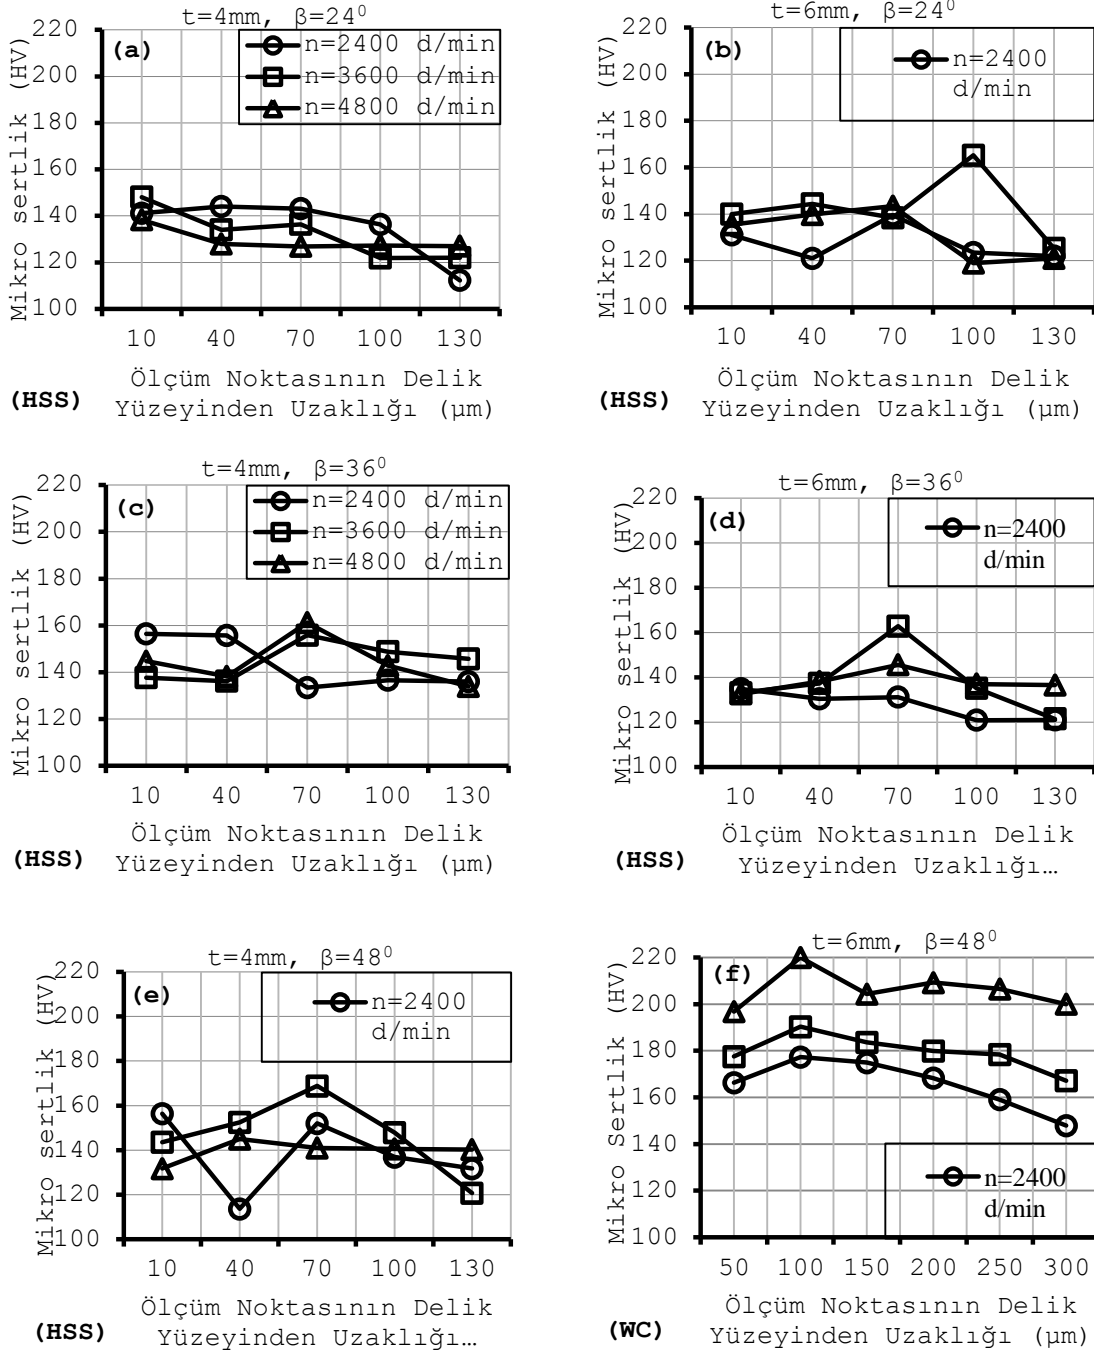 t=4mm, β=24⁰
(a)
n=2400 d/min
n=3600 d/min
n=4800 d/min
Mikro sertlik (HV)
220
200
180
160
140
120
100
10 40 70 100 130
Ölçüm Noktasının Delik
Yüzeyinden Uzaklığı (µm)
(HSS)
t=6mm, β=24⁰
(b)
n=2400
d/min
Mikro sertlik (HV)
220
200
180
160
140
120
100
10 40 70 100 130
Ölçüm Noktasının Delik
Yüzeyinden Uzaklığı (µm)
(HSS)
t=4mm, β=36⁰
(c)
n=2400 d/min
n=3600 d/min
n=4800 d/min
Mikro sertlik (HV)
220
200
180
160
140
120
100
10 40 70 100 130
Ölçüm Noktasının Delik
Yüzeyinden Uzaklığı (µm)
(HSS)
t=6mm, β=36⁰
(d)
n=2400
d/min
Mikro sertlik (HV)
220
200
180
160
140
120
100
10 40 70 100 130
Ölçüm Noktasının Delik
Yüzeyinden Uzaklığı…
(HSS)
t=4mm, β=48⁰
(e)
n=2400
d/min
Mikro sertlik (HV)
220
200
180
160
140
120
100
10 40 70 100 130
Ölçüm Noktasının Delik
Yüzeyinden Uzaklığı…
(HSS)
t=6mm, β=48⁰
(f)
n=2400
d/min
Mikro Sertlik (HV)
220
200
180
160
140
120
100
50 100 150 200 250 300
Ölçüm Noktasının Delik
Yüzeyinden Uzaklığı (µm)
(WC)